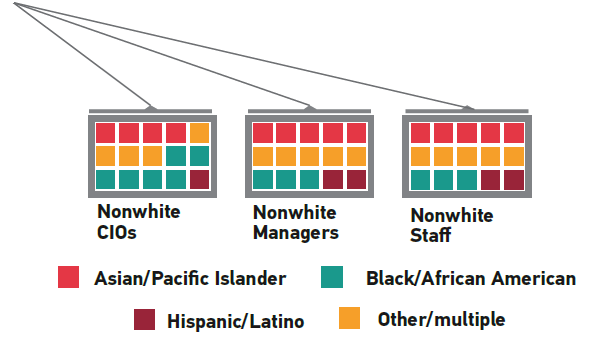 Nonwhite
CIOs
Nonwhite
Managers
Nonwhite
Staff
Asian/Pacific Islander
Black/African American
Hispanic/Latino
Other/multiple